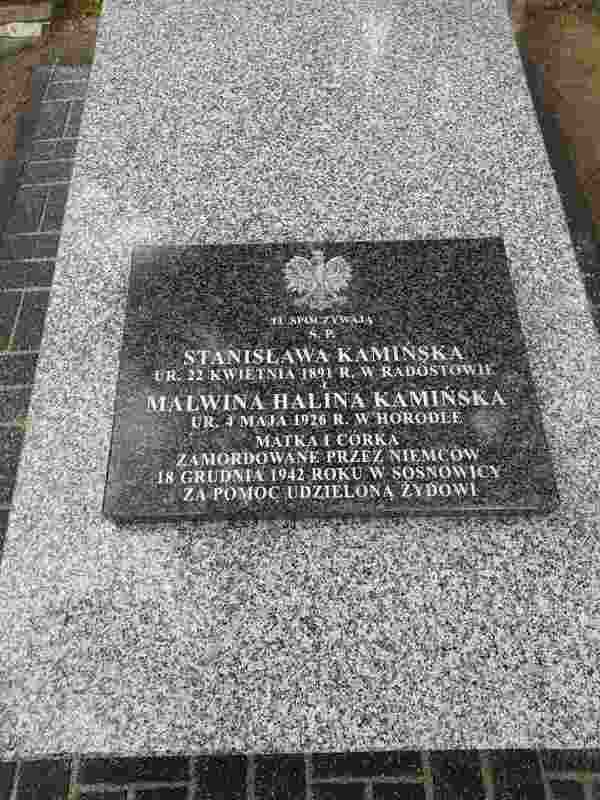 TU SPOCZYWAJĄ
Ś. P.
STANISŁAWA KAMIŃSKA
UR. 22 KWIETNIA 1891 R. W RADOSTOWIE
I
MALWINA HALINA KAMIŃSKA
UR. 4 MAJA 1926 R. W HORODLE
MATKA I CÓRKA
ZAMORDOWANE PRZEZ NIEMCÓW
18 GRUDNIA 1942 ROKU W SOSNOWICY
ZA POMOC UDZIELONĄ ŻYDOWI